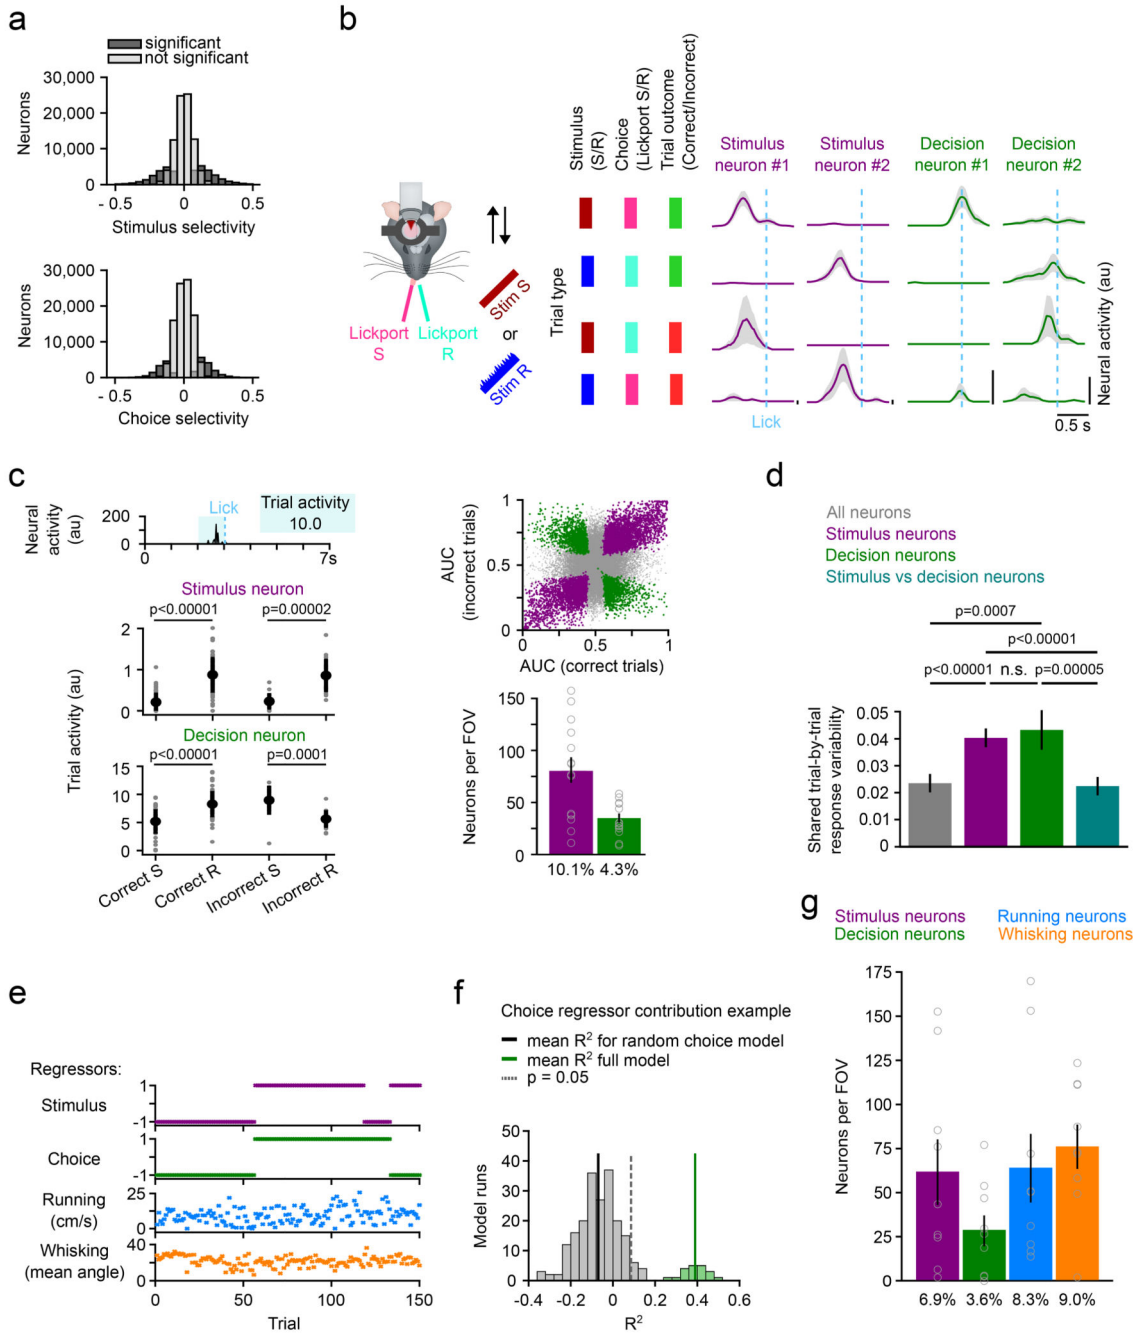 a
significant
not significant
30,000
20,000
10,000
0
Neurons
- 0.5
0
0.5
Stimulus selectivity
30,000
20,000
10,000
0
Neurons
- 0.5
0
0.5
Choice selectivity
b
Lickport
S
Lickport
R
Stim S
or
Stim R
Trial type
Stimulus
(S/R)
Choice
(Lickport S/R)
Trial outcome
(Correct/Incorrect)
Stimulus
neuron #1
Stimulus
neuron #2
Decision
neuron #1
Decision
neuron #2
Lick
0.5 s
Neural activity (au)
c
Neural
activity
(au)
200
0
Lick
Trial activity
10.0
0
7s
Stimulus neuron
p<0.00001
p=0.00002
2
1
0
Decision neuron
p<0.00001
p=0.0001
15
10
5
0
Trial activity (au)
Correct S
Correct R
Incorrect S
Incorrect R
AUC
(incorrect trials)
1
0.5
0
0
0.5
1
AUC (correct trials)
Neurons per FOV
150
100
50
0
10.1%
4.3%
d
All neurons
Stimulus neurons
Decision neurons
Stimulus vs decision neurons
p=0.0007
p<0.00001
p<0.00001
n.s.
p=0.00005
Shared trial-by-trial
response variability
0.05
0.04
0.03
0.02
0.01
0
e
Regressors:
Stimulus
1
-1
Choice
1
-1
Running
(cm/s)
25
0
Whisking
(mean angle)
40
0
0
50
100
150
Trial
f
Choice regressor contribution example
mean R² for random choice model
mean R² full model
p = 0.05
Model runs
50
40
30
20
10
0
-0.4
-0.2
0
0.2
0.4
0.6
R²
g
Stimulus neurons
Decision neurons
Running neurons
Whisking neurons
Neurons per FOV
175
150
125
100
75
50
25
0
6.9%
3.6%
8.3%
9.0%